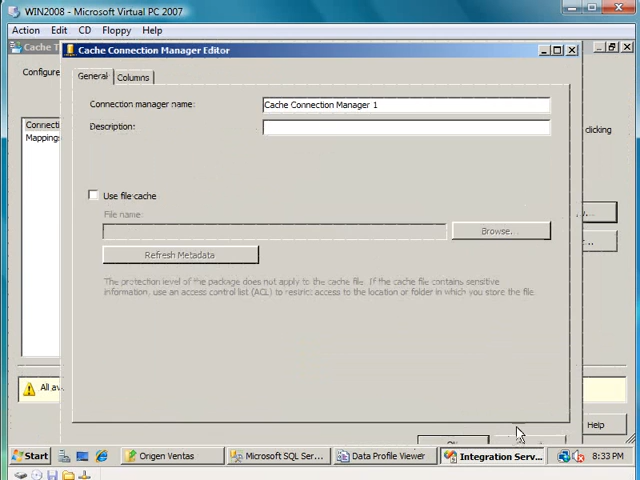 WIN2008 - Microsoft Virtual PC 2007
Action Edit CD Floppy Help
Cache T
Cache Connection Manager Editor
Configure
General Columns
Connection manager name: Cache Connection Manager 1
Description:
Connecti
Mappings
clicking
Use file cache
File name:
Browse...
Refresh Metadata
The protection level of the package does not apply to the cache file. If the cache file contains sensitive
information, use an access control list (ACL) to restrict access to the location or folder in which you store the file.
All av
Help
Start Origen Ventas Microsoft SQL Ser... Data Profile Viewer Integration Serv... 8:33 PM